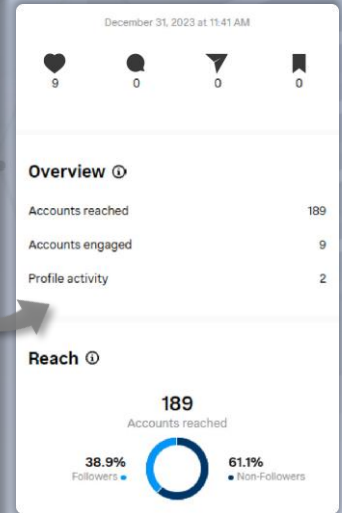 December 31, 2023 at 11:41 AM
9 0 0 0
Overview
Accounts reached 189
Accounts engaged 9
Profile activity 2
Reach
189
Accounts reached
38.9% 61.1%
Followers Non-Followers